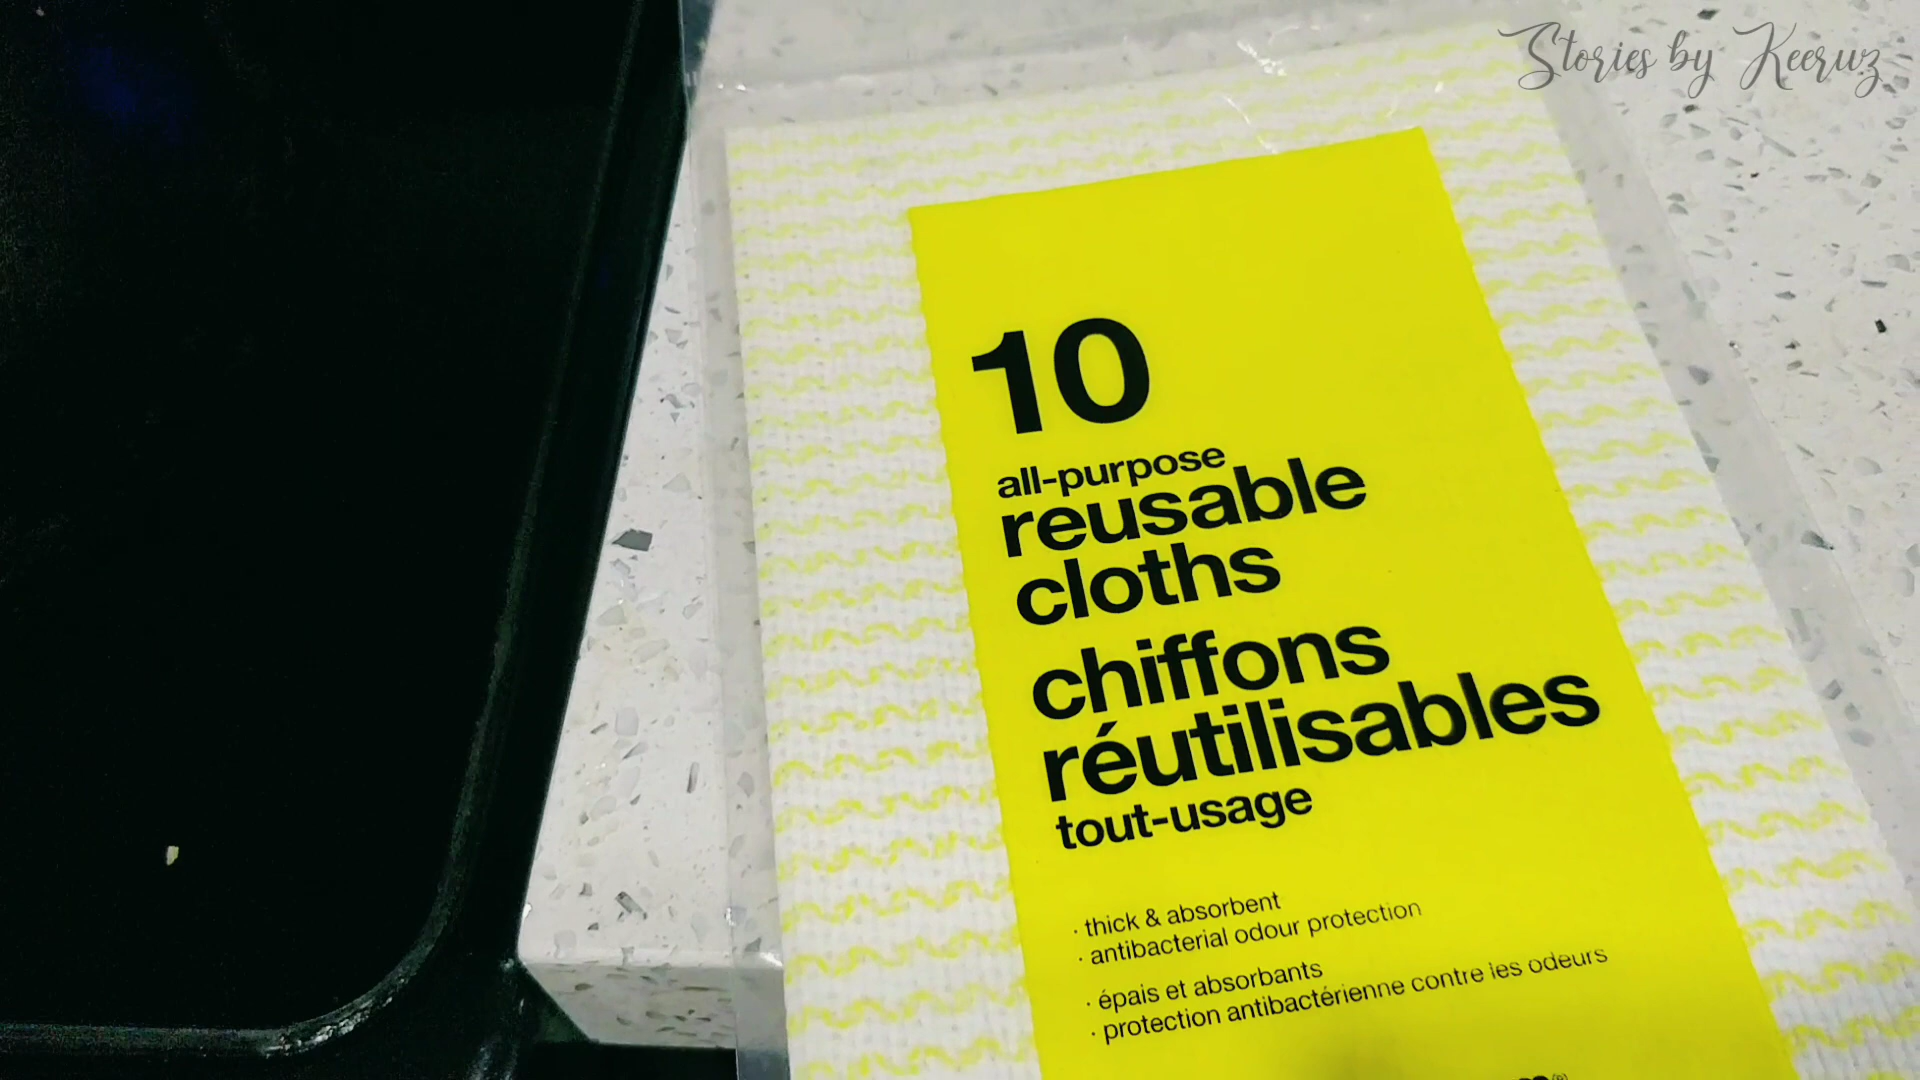 Stories by Keeruz
10
all-purpose
reusable
cloths
chiffons
réutilisables
tout-usage
· thick & absorbent
· antibacterial odour protection
· épais et absorbants
· protection antibactérienne contre les odeurs